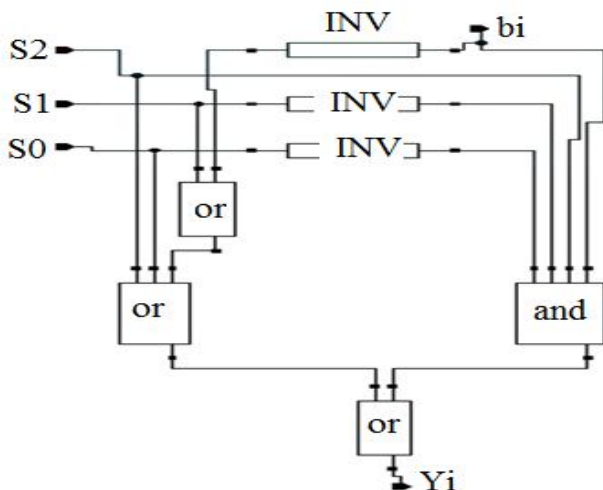 INV
bi
S2
S1
INV
S0
INV
or
or
and
or
Yi